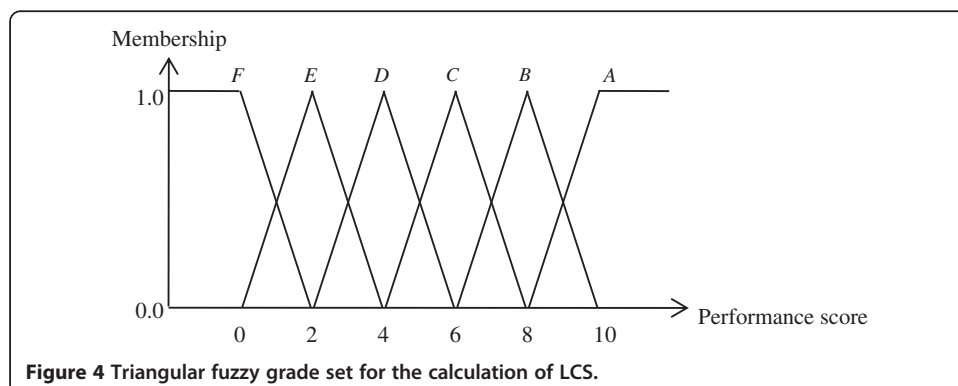 Membership
F E D C B A
1.0
0.0
0 2 4 6 8 10
Performance score
Figure 4 Triangular fuzzy grade set for the calculation of LCS.